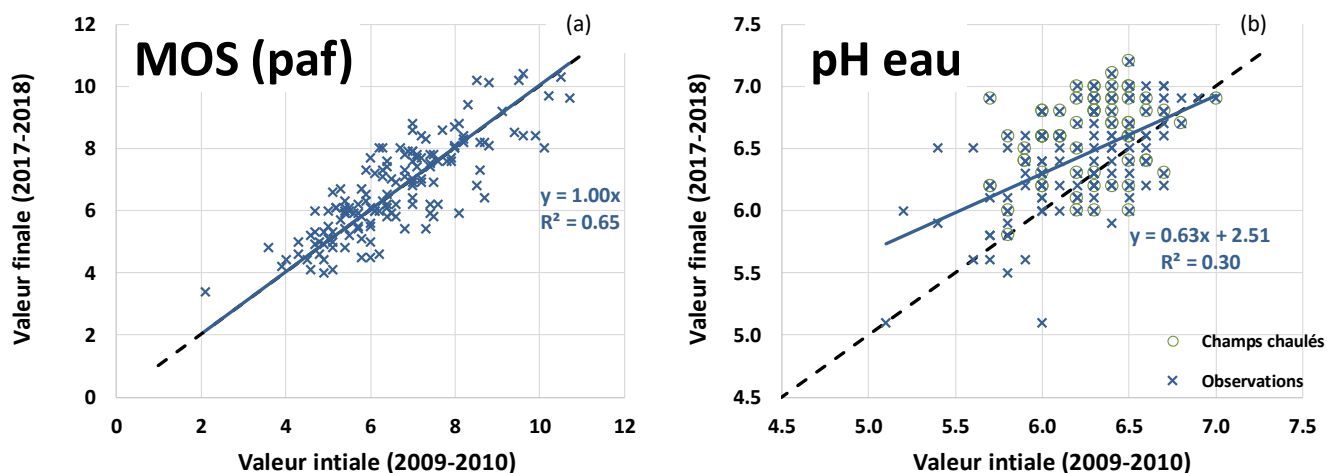 (a)
MOS (paf)
Valeur finale (2017-2018)
12
10
8
6
4
2
0
y = 1.00x
R² = 0.65
0 2 4 6 8 10 12
Valeur intiale (2009-2010)
(b)
pH eau
Valeur finale (2017-2018)
7.5
7.0
6.5
6.0
5.5
5.0
4.5
y = 0.63x + 2.51
R² = 0.30
Champs chaulés
Observations
4.5 5.0 5.5 6.0 6.5 7.0 7.5
Valeur intiale (2009-2010)